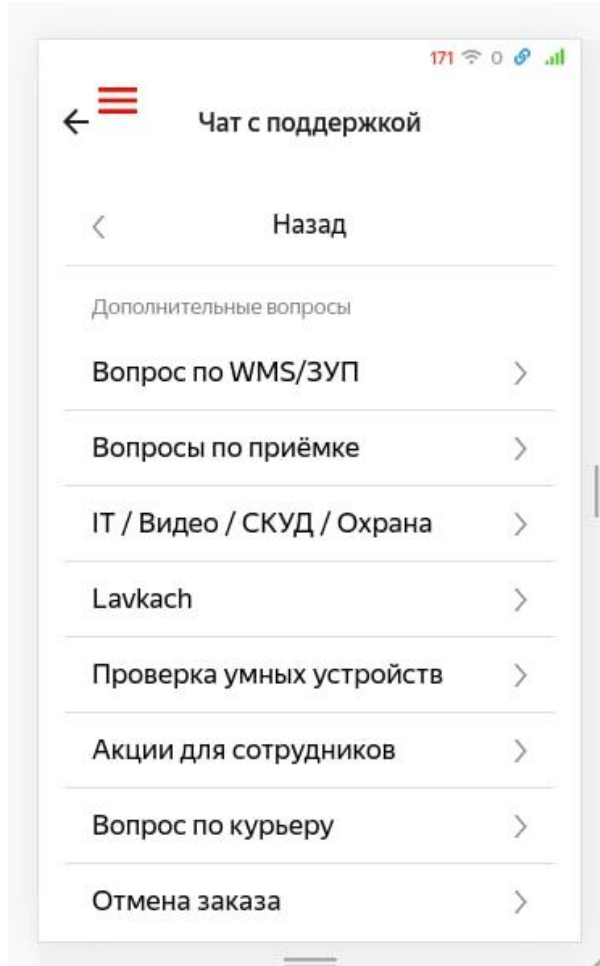 171 0
Чат с поддержкой
Назад
Дополнительные вопросы
Вопрос по WMS/ЗУП
Вопросы по приёмке
IT / Видео / СКУД / Охрана
Lavkach
Проверка умных устройств
Акции для сотрудников
Вопрос по курьеру
Отмена заказа